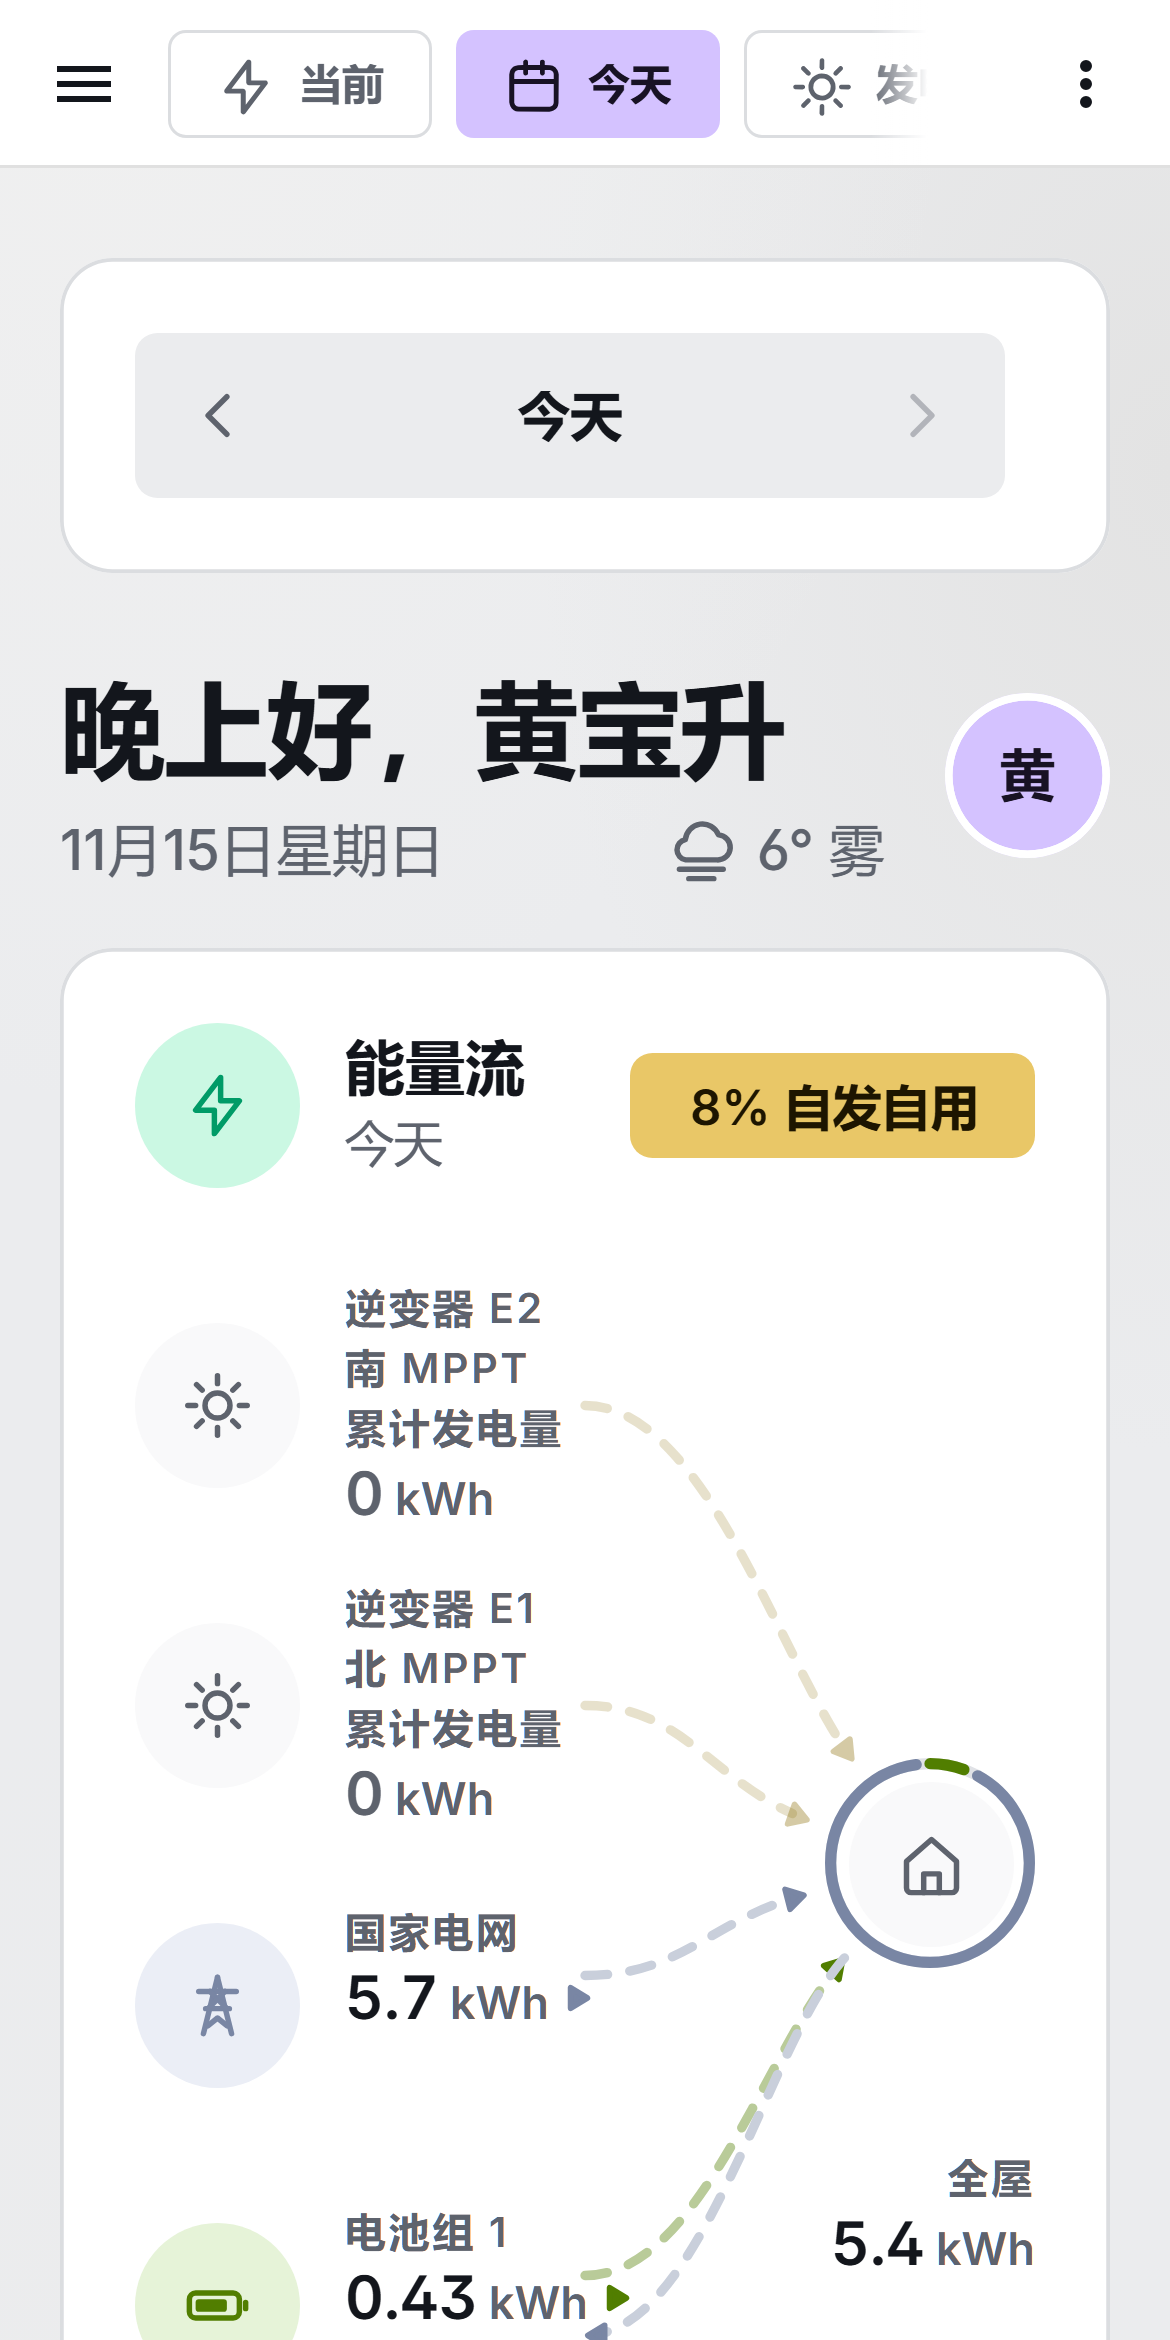 当前
今天
发
今天
晚上好，黄宝升
黄
11月15日星期日
6° 雾
能量流
今天
8% 自发自用
逆变器 E2
南 MPPT
累计发电量
0 kWh
逆变器 E1
北 MPPT
累计发电量
0 kWh
国家电网
5.7 kWh
全屋
5.4 kWh
电池组 1
0.43 kWh